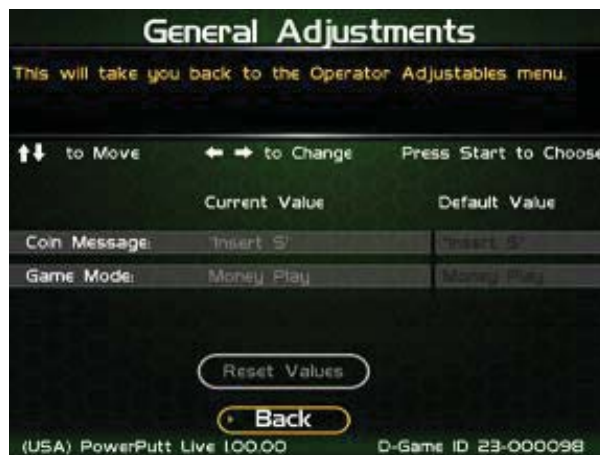 General Adjustments
This will take you back to the Operator Adjustables menu.
to Move to Change Press Start to Choose
Current Value Default Value
Coin Message: 'Insert $' 'Insert $'
Game Mode: Money Play Money Play
Reset Values
Back
(USA) PowerPutt Live 1.00.00 D-Game ID 23-000098